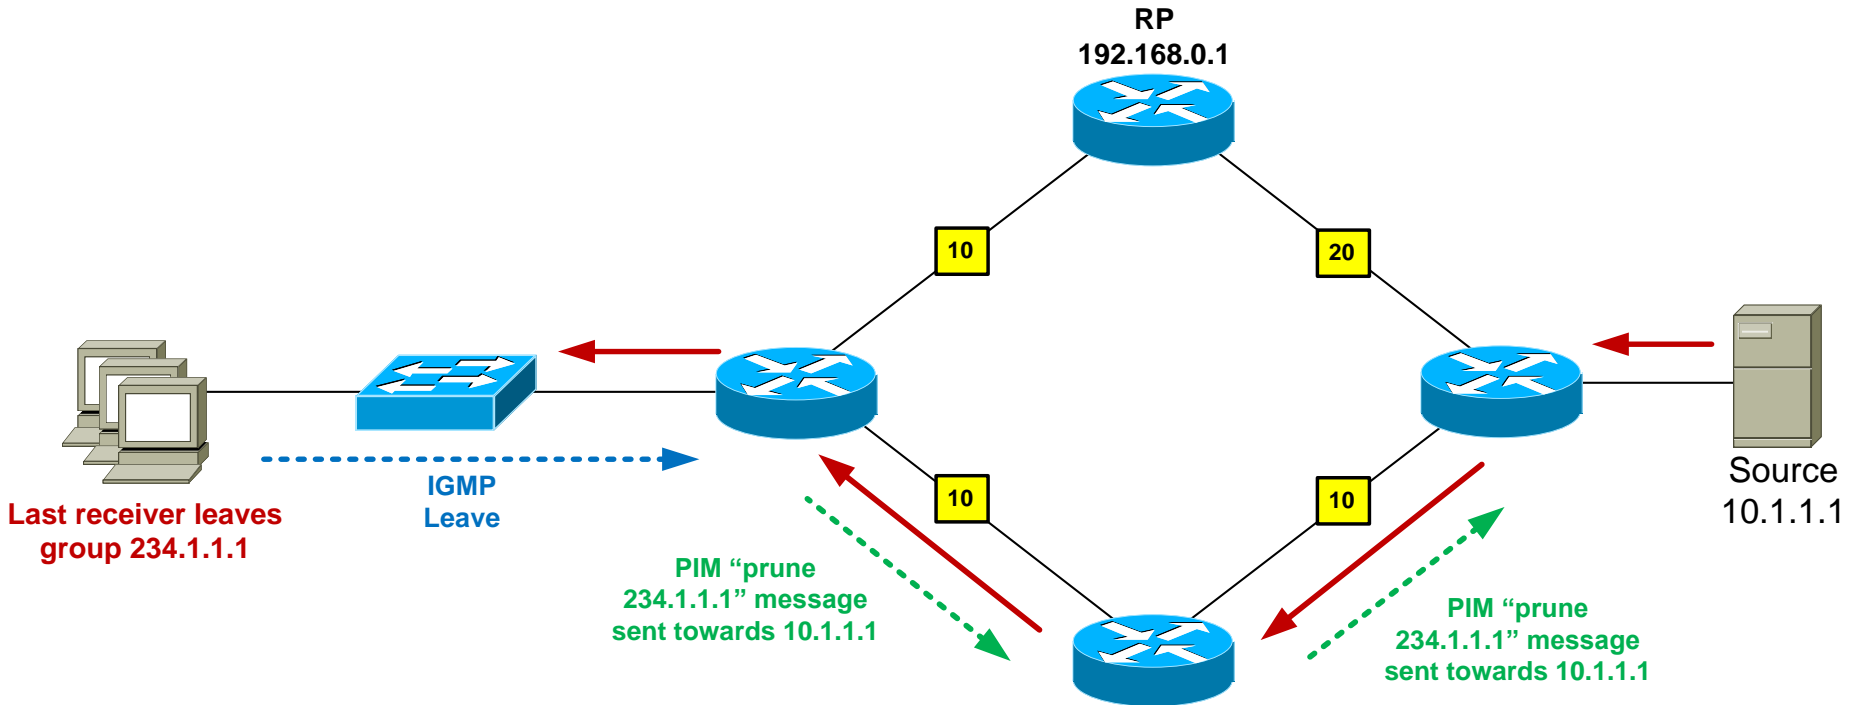 RP
192.168.0.1
10
20
IGMP
Leave
Last receiver leaves
group 234.1.1.1
10
10
Source
10.1.1.1
PIM “prune
234.1.1.1” message
sent towards 10.1.1.1
PIM “prune
234.1.1.1” message
sent towards 10.1.1.1